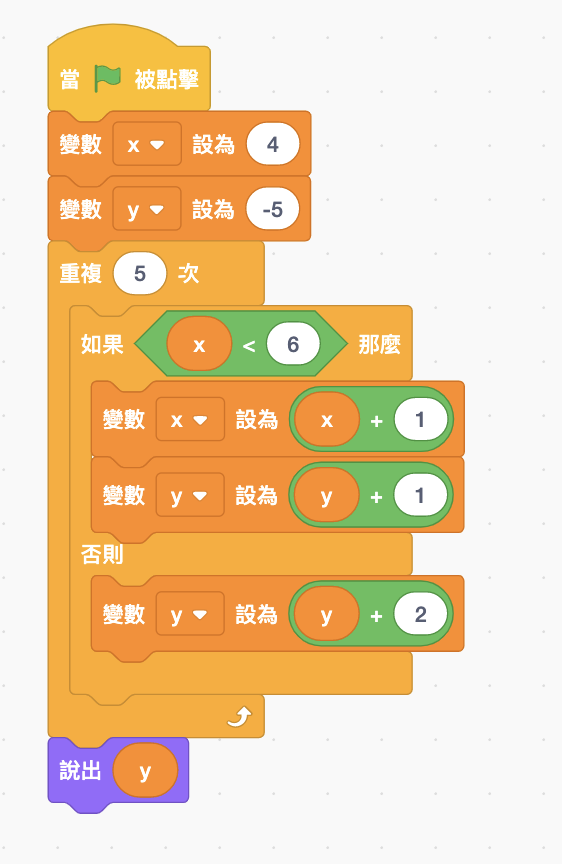 當 被點擊
變數 x 設為 4
變數 y 設為 -5
重複 5 次
如果 x < 6 那麼
變數 x 設為 x + 1
變數 y 設為 y + 1
否則
變數 y 設為 y + 2
說出 y